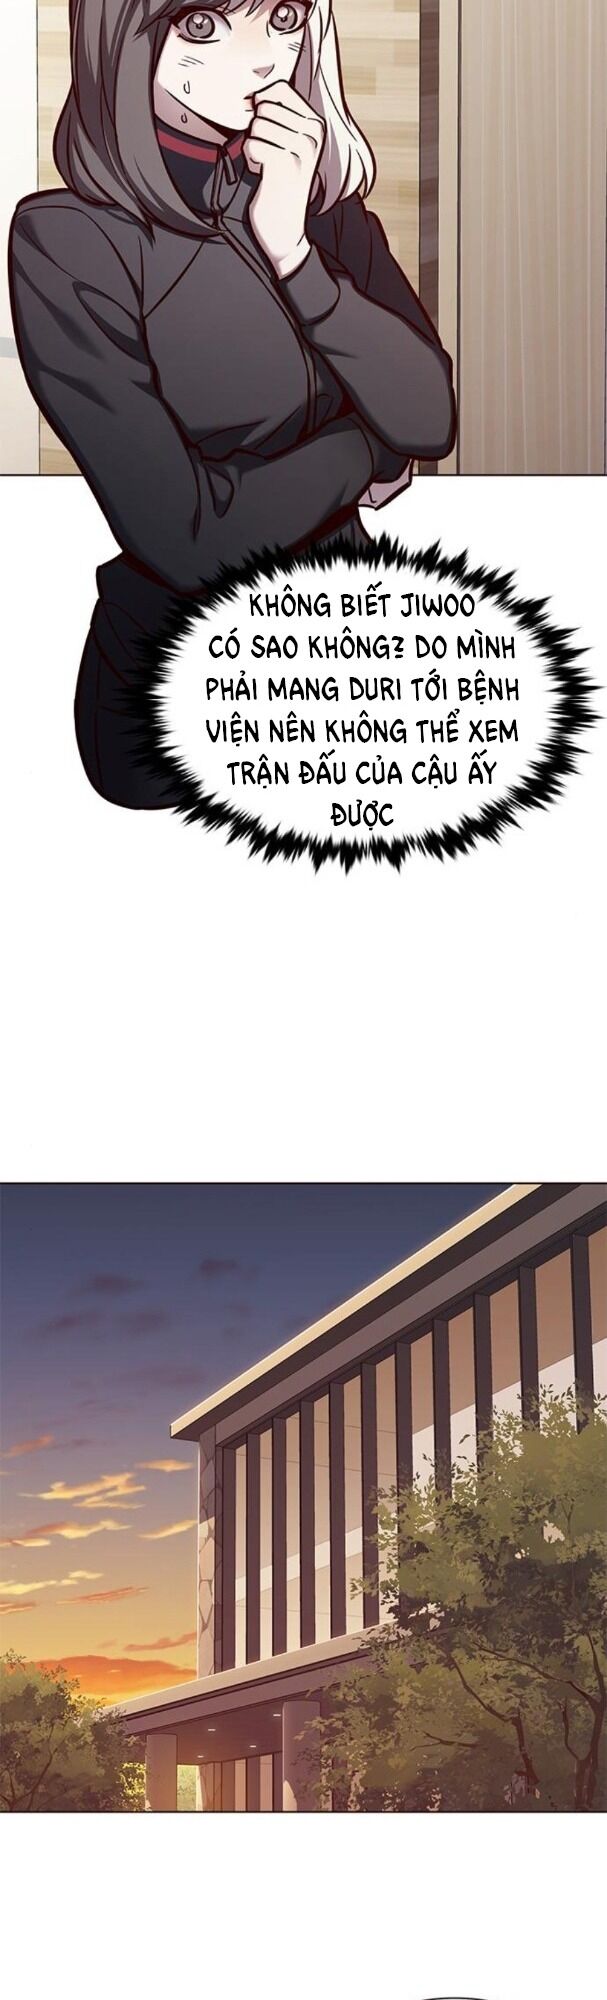 KHÔNG BIẾT JIWOO
CÓ SAO KHÔNG? DO MÌNH
PHẢI MANG DURI TỚI BỆNH
VIỆN NÊN KHÔNG THỂ XEM
TRẬN ĐẤU CỦA CẬU ẤY
ĐƯỢC